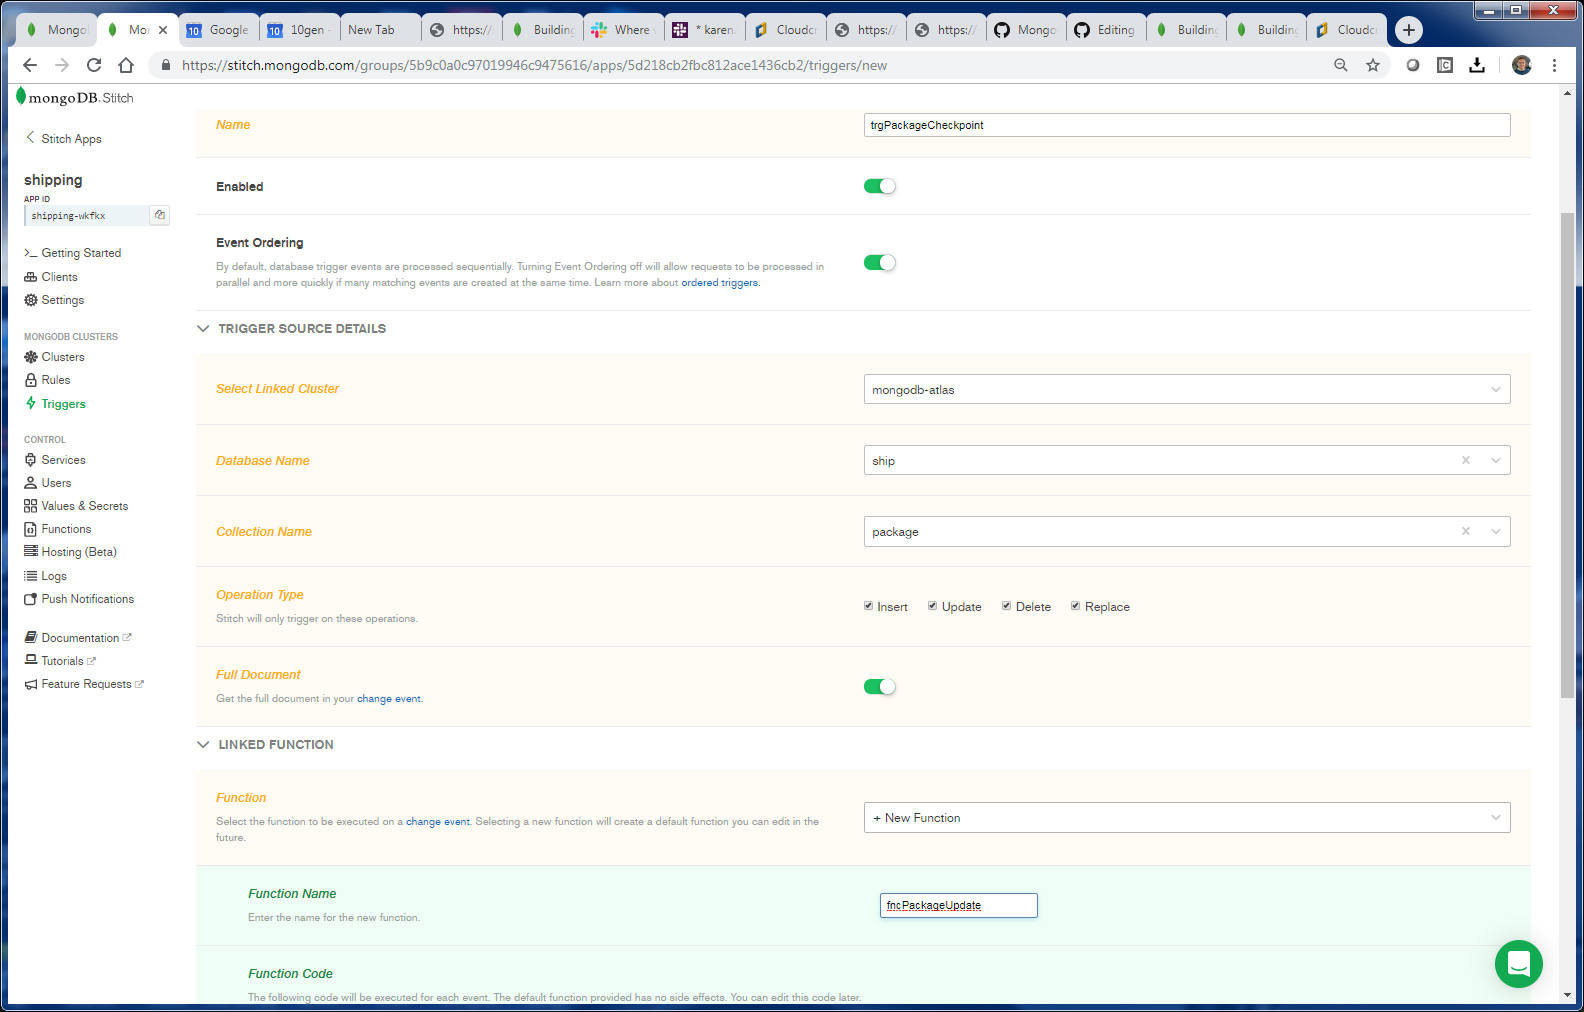 Mongo
Mo
Google
10gen -
New Tab
https://
Building
Where
* karen.
Cloudcr
https://
https://
Mongo
Editing
Building
Building
Cloudc
https://stitch.mongodb.com/groups/5b9c0a0c97019946c9475616/apps/5d218cb2fbc812ace1436cb2/triggers/new
mongoDB. Stitch
Stitch Apps
shipping
APP ID
shipping-wkfkx
Getting Started
Clients
Settings
MONGODB CLUSTERS
Clusters
Rules
Triggers
CONTROL
Services
Users
Values & Secrets
Functions
Hosting (Beta)
Logs
Push Notifications
Documentation
Tutorials
Feature Requests
Name
trgPackageCheckpoint
Enabled
Event Ordering
By default, database trigger events are processed sequentially. Turning Event Ordering off will allow requests to be processed in
parallel and more quickly if many matching events are created at the same time. Learn more about ordered triggers.
TRIGGER SOURCE DETAILS
Select Linked Cluster
mongodb-atlas
Database Name
ship
Collection Name
package
Operation Type
Stitch will only trigger on these operations.
Insert Update Delete Replace
Full Document
Get the full document in your change event.
LINKED FUNCTION
Function
Select the function to be executed on a change event. Selecting a new function will create a default function you can edit in the
future.
+ New Function
Function Name
Enter the name for the new function.
fncPackageUpdate
Function Code
The following code will be executed for each event. The default function provided has no side effects. You can edit this code later.